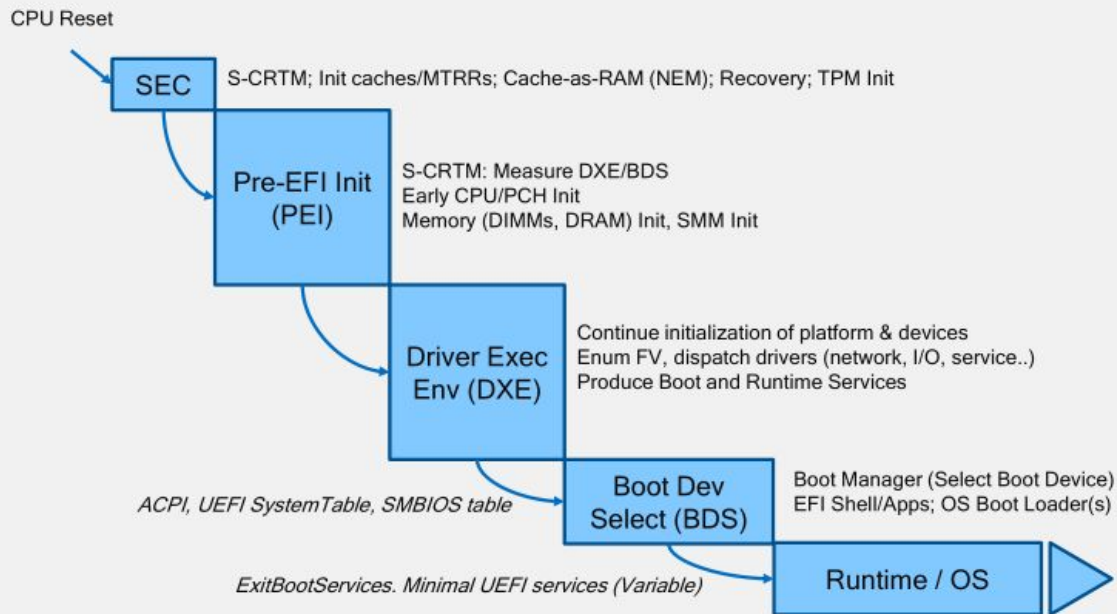 CPU Reset
SEC
S-CRTM; Init caches/MTRRs; Cache-as-RAM (NEM); Recovery; TPM Init
Pre-EFI Init
(PEI)
S-CRTM: Measure DXE/BDS
Early CPU/PCH Init
Memory (DIMMs, DRAM) Init, SMM Init
Driver Exec
Env (DXE)
Continue initialization of platform & devices
Enum FV, dispatch drivers (network, I/O, service..)
Produce Boot and Runtime Services
ACPI, UEFI SystemTable, SMBIOS table
Boot Dev
Select (BDS)
Boot Manager (Select Boot Device)
EFI Shell/Apps; OS Boot Loader(s)
ExitBootServices. Minimal UEFI services (Variable)
Runtime / OS